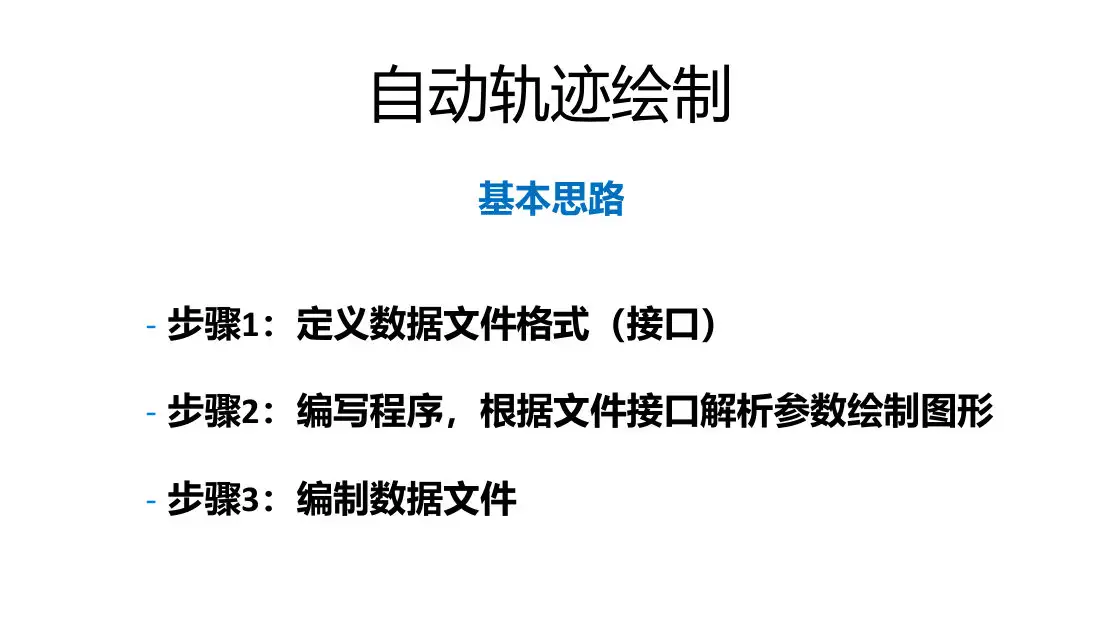 自动轨迹绘制
基本思路
- 步骤1：定义数据文件格式（接口）
- 步骤2：编写程序，根据文件接口解析参数绘制图形
- 步骤3：编制数据文件